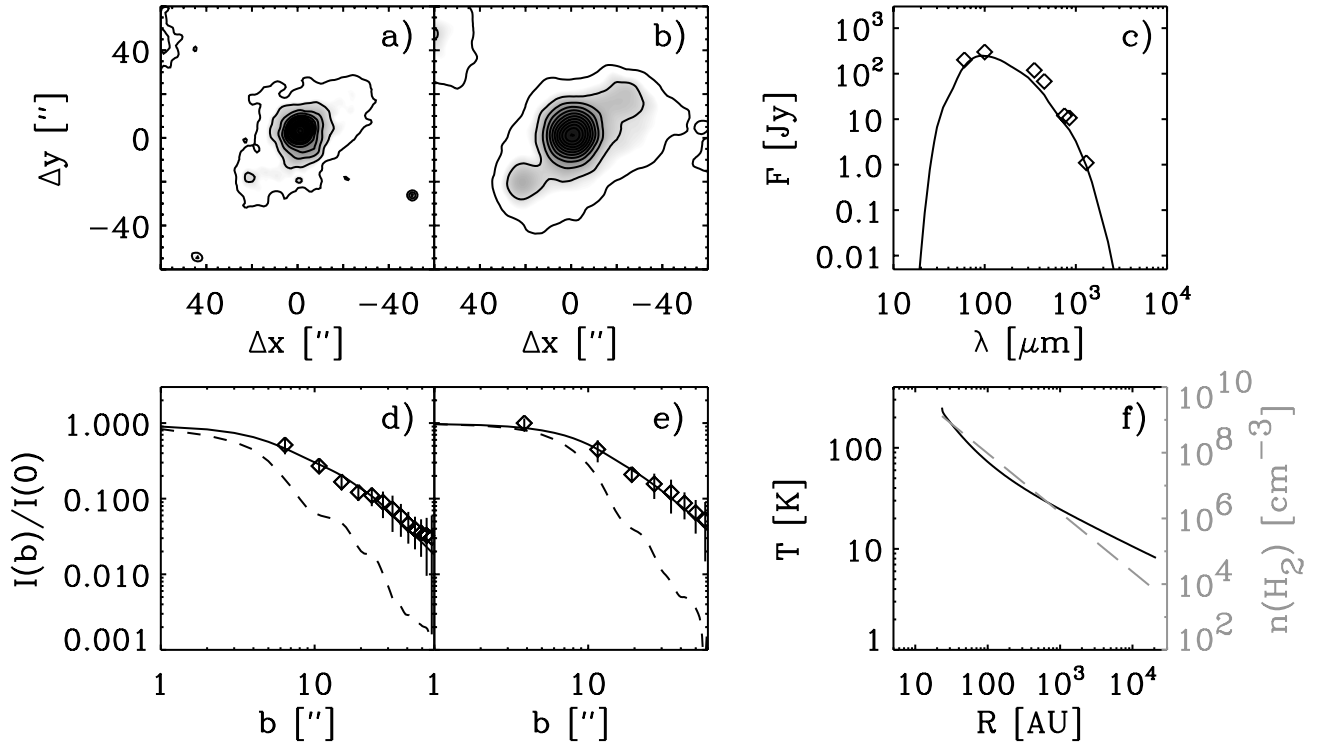 a)
40
0
−40
Δy [″]
40 0 −40
Δx [″]
b)
40 0 −40
Δx [″]
c)
10³
10²
10
1.0
0.1
0.01
F [Jy]
10 100 10³ 10⁴
λ [μm]
d)
1.000
0.100
0.010
0.001
I(b)/I(0)
1 10
b [″]
e)
1 10
b [″]
f)
100
10
1
T [K]
10¹⁰
10⁸
10⁶
10⁴
10²
n(H₂) [cm⁻³]
10 100 10³ 10⁴
R [AU]